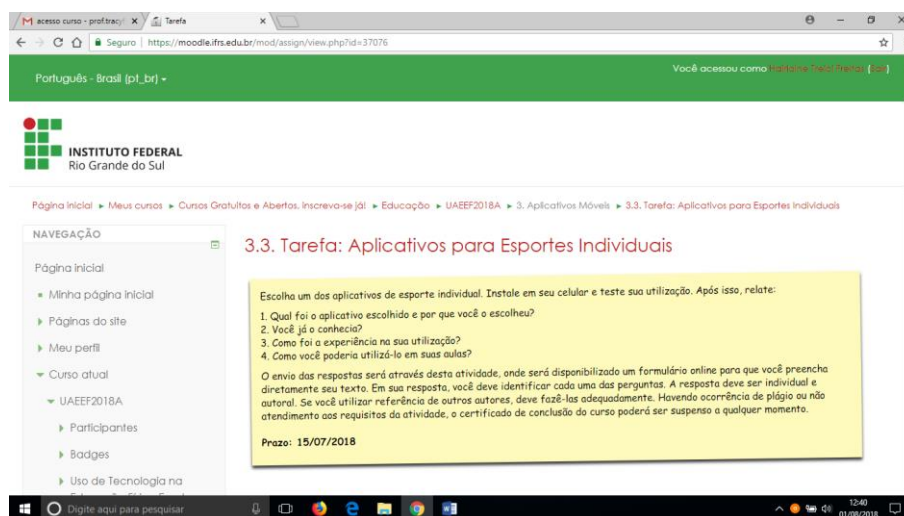 acesso curso - prof.tracy
Tarefa
Seguro | https://moodle.ifrs.edu.br/mod/assign/view.php?id=37076
Português - Brasil (pt_br)
Você acessou como
INSTITUTO FEDERAL
Rio Grande do Sul
Página inicial ► Meus cursos ► Cursos Gratuitos e Abertos. Inscreva-se já! ► Educação ► UAEEF2018A ► 3. Aplicativos Móveis ► 3.3. Tarefa: Aplicativos para Esportes Individuais
NAVEGAÇÃO
Página inicial
Minha página inicial
Páginas do site
Meu perfil
Curso atual
UAEEF2018A
Participantes
Badges
Uso de Tecnologia na
3.3. Tarefa: Aplicativos para Esportes Individuais
Escolha um dos aplicativos de esporte individual. Instale em seu celular e teste sua utilização. Após isso, relate:
1. Qual foi o aplicativo escolhido e por que você o escolheu?
2. Você já o conhecia?
3. Como foi a experiência na sua utilização?
4. Como você poderia utilizá-lo em suas aulas?
O envio das respostas será através desta atividade, onde será disponibilizado um formulário online para que você preencha
diretamente seu texto. Em sua resposta, você deve identificar cada uma das perguntas. A resposta deve ser individual e
autoral. Se você utilizar referência de outros autores, deve fazê-las adequadamente. Havendo ocorrência de plágio ou não
atendimento aos requisitos da atividade, o certificado de conclusão do curso poderá ser suspenso a qualquer momento.
Prazo: 15/07/2018
Digite aqui para pesquisar
12:40
01/08/2018